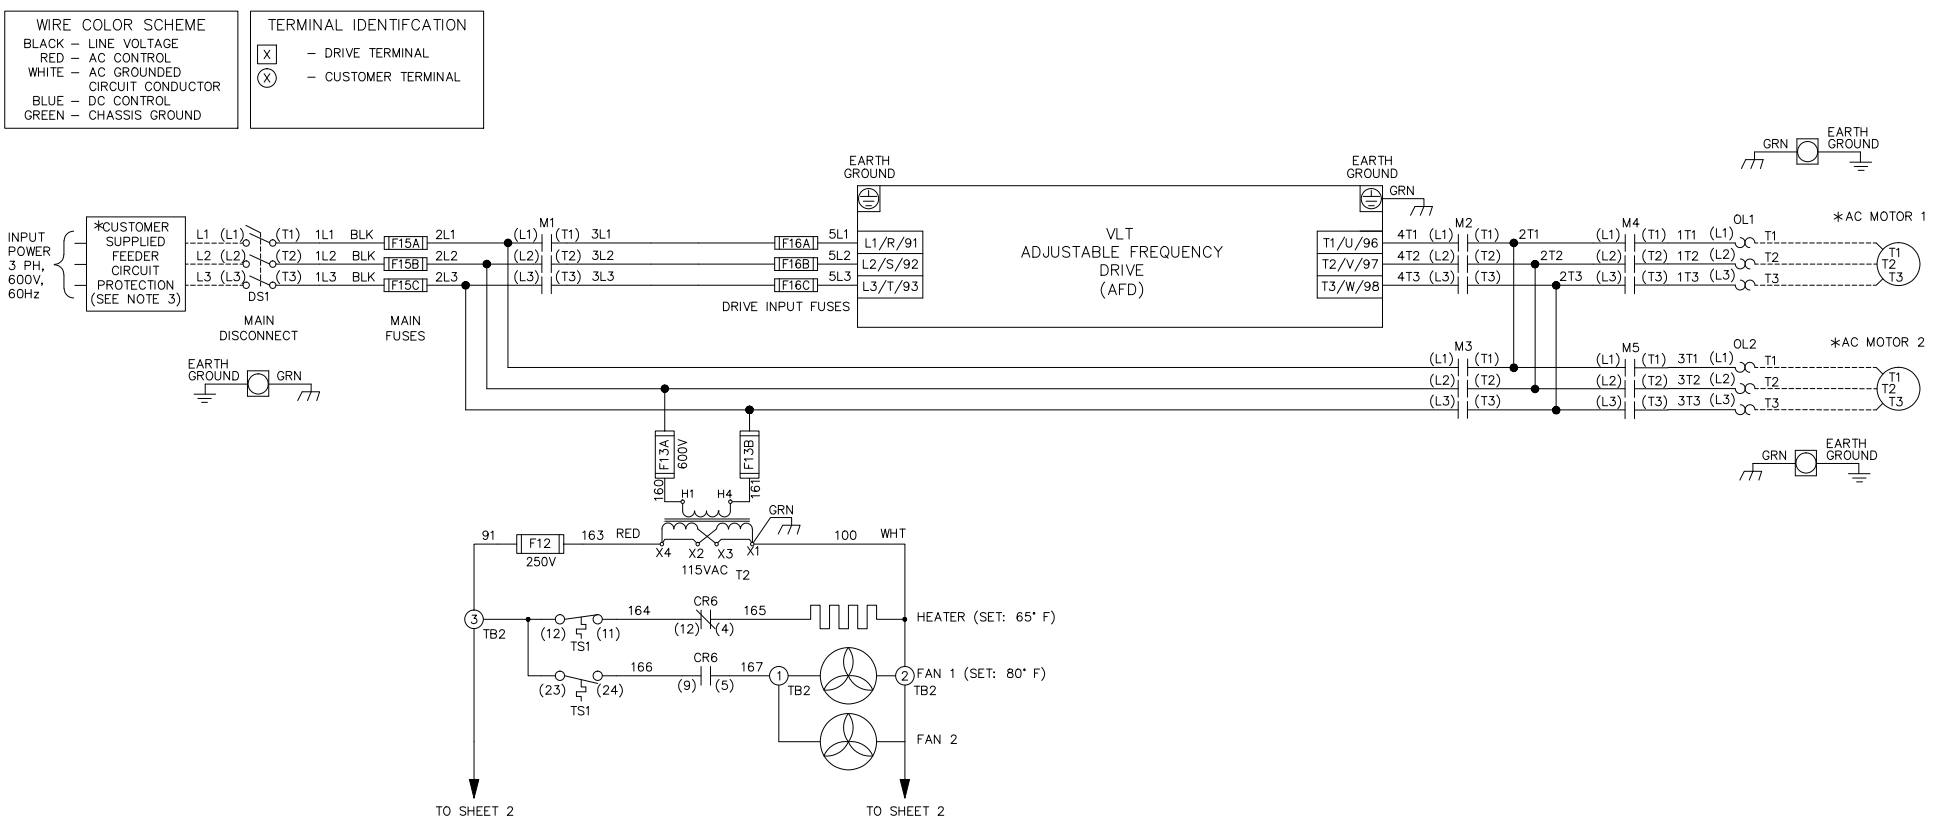 WIRE COLOR SCHEME
BLACK – LINE VOLTAGE
RED – AC CONTROL
WHITE – AC GROUNDED
CIRCUIT CONDUCTOR
BLUE – DC CONTROL
GREEN – CHASSIS GROUND
TERMINAL IDENTIFCATION
X – DRIVE TERMINAL
X – CUSTOMER TERMINAL
INPUT
POWER
3 PH,
600V,
60Hz
*CUSTOMER
SUPPLIED
FEEDER
CIRCUIT
PROTECTION
(SEE NOTE 3)
L1 (L1) (T1) 1L1 BLK F15A 2L1 (L1) M1 (T1) 3L1 F16A 5L1 L1/R/91
L2 (L2) (T2) 1L2 BLK F15B 2L2 (L2) (T2) 3L2 F16B 5L2 L2/S/92
L3 (L3) (T3) 1L3 BLK F15C 2L3 (L3) (T3) 3L3 F16C 5L3 L3/T/93
DS1
MAIN
DISCONNECT
MAIN
FUSES
DRIVE INPUT FUSES
EARTH
GROUND
GRN
EARTH
GROUND
VLT
ADJUSTABLE FREQUENCY
DRIVE
(AFD)
EARTH
GROUND
GRN
T1/U/96 4T1 (L1) M2 (T1) 2T1 (L1) M4 (T1) 1T1 (L1) OL1 T1
T2/V/97 4T2 (L2) (T2) 2T2 (L2) (T2) 1T2 (L2) T2
T3/W/98 4T3 (L3) (T3) 2T3 (L3) (T3) 1T3 (L3) T3
*AC MOTOR 1
T1
T2
T3
GRN
EARTH
GROUND
(L1) M3 (T1) (L1) M5 (T1) 3T1 (L1) OL2 T1
(L2) (T2) (L2) (T2) 3T2 (L2) T2
(L3) (T3) (L3) (T3) 3T3 (L3) T3
*AC MOTOR 2
T1
T2
T3
GRN
EARTH
GROUND
F13A
600V
F13B
160
161
H1 H4
GRN
91 F12 163 RED
250V
X4 X2 X3 X1
100 WHT
115VAC T2
3
TB2
(12) (11)
TS1
164
CR6
(12) (4)
165
HEATER (SET: 65° F)
(23) (24)
TS1
166
CR6
(9) (5)
167
1
TB2
2
TB2
FAN 1 (SET: 80° F)
FAN 2
TO SHEET 2
TO SHEET 2